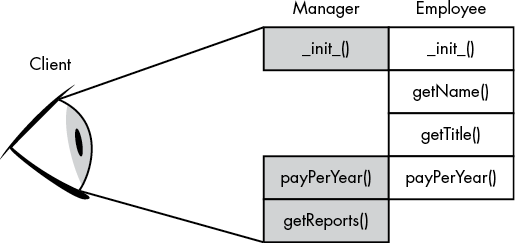 Manager Employee
Client
_init_() _init_()
getName()
getTitle()
payPerYear() payPerYear()
getReports()